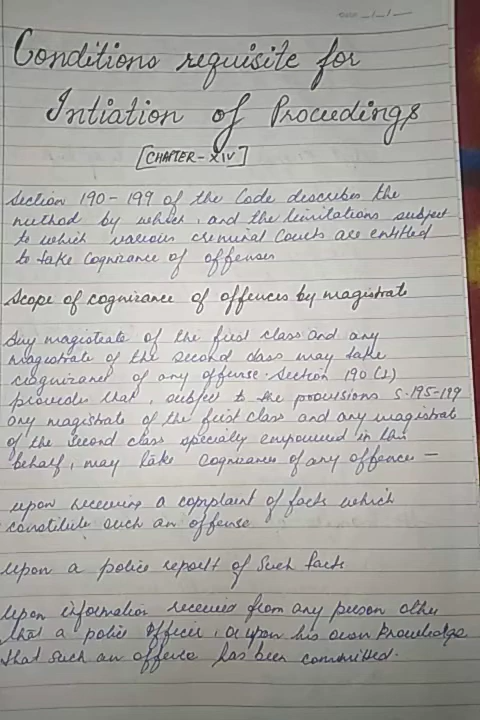 DATE __/__/__
Conditions requisite for
Intiation of Proceedings
[CHAPTER-XIV]
Section 190-199 of the Code describes the
method by which, and the limitations subject
to which various criminal Courts are entitled
to take Cognizance of offenses
Scope of cognizance of offences by magistrate
Any magistrate of the first class and any
magistrate of the second class may take
cognizance of any offense. Section 190(1)
provides that, subject to the provisions S-195-199
any magistrate of the first class and any magistrate
of the second class specially empowered in this
behalf, may take Cognizance of any offence —
upon receiving a complaint of facts which
constitute such an offense
Upon a police report of such facts
Upon information received from any person other
that a police officer, or upon his own knowledge
that such an offence has been committed.